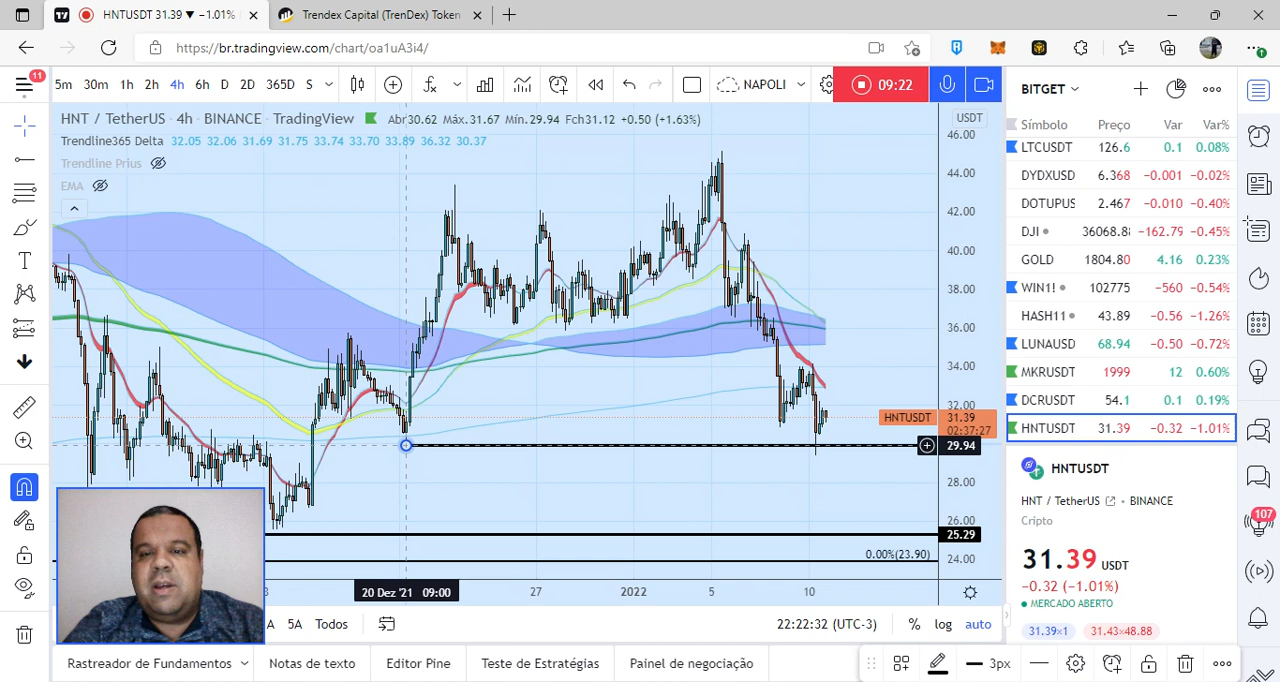 HNTUSDT 31.39 ▼ −1.01%
Trendex Capital (TrenDex) Token
https://br.tradingview.com/chart/oa1uA3i4/
11
5m 30m 1h 2h 4h 6h D 2D 365D S
NAPOLI
09:22
BITGET
HNT / TetherUS · 4h · BINANCE · TradingView
Abr30.62 Máx.31.67 Mín.29.94 Fch31.12 +0.50 (+1.63%)
USDT
Trendline365 Delta 32.05 32.06 31.69 31.75 33.74 33.70 33.89 36.32 30.37
Trendline Prius
EMA
46.00
44.00
42.00
40.00
38.00
36.00
34.00
32.00
HNTUSDT 31.39
02:37:27
29.94
28.00
26.00
25.29
0.00%(23.90)
24.00
20 Dez '21 09:00
27
2022
5
10
Símbolo Preço Var Var%
LTCUSDT 126.6 0.1 0.08%
DYDXUSD 6.368 −0.001 −0.02%
DOTUPUS 2.467 −0.010 −0.40%
DJI 36068.8 −162.79 −0.45%
GOLD 1804.80 4.16 0.23%
WIN1! 102775 −560 −0.54%
HASH11 43.89 −0.56 −1.26%
LUNAUSD 68.94 −0.50 −0.72%
MKRUSDT 1999 12 0.60%
DCRUSDT 54.1 0.1 0.19%
HNTUSDT 31.39 −0.32 −1.01%
HNTUSDT
HNT / TetherUS · BINANCE
Cripto
31.39 USDT
−0.32 (−1.01%)
MERCADO ABERTO
31.39×1 31.43×48.88
107
A 5A Todos
22:22:32 (UTC-3) % log auto
Rastreador de Fundamentos Notas de texto Editor Pine Teste de Estratégias Painel de negociação
3px